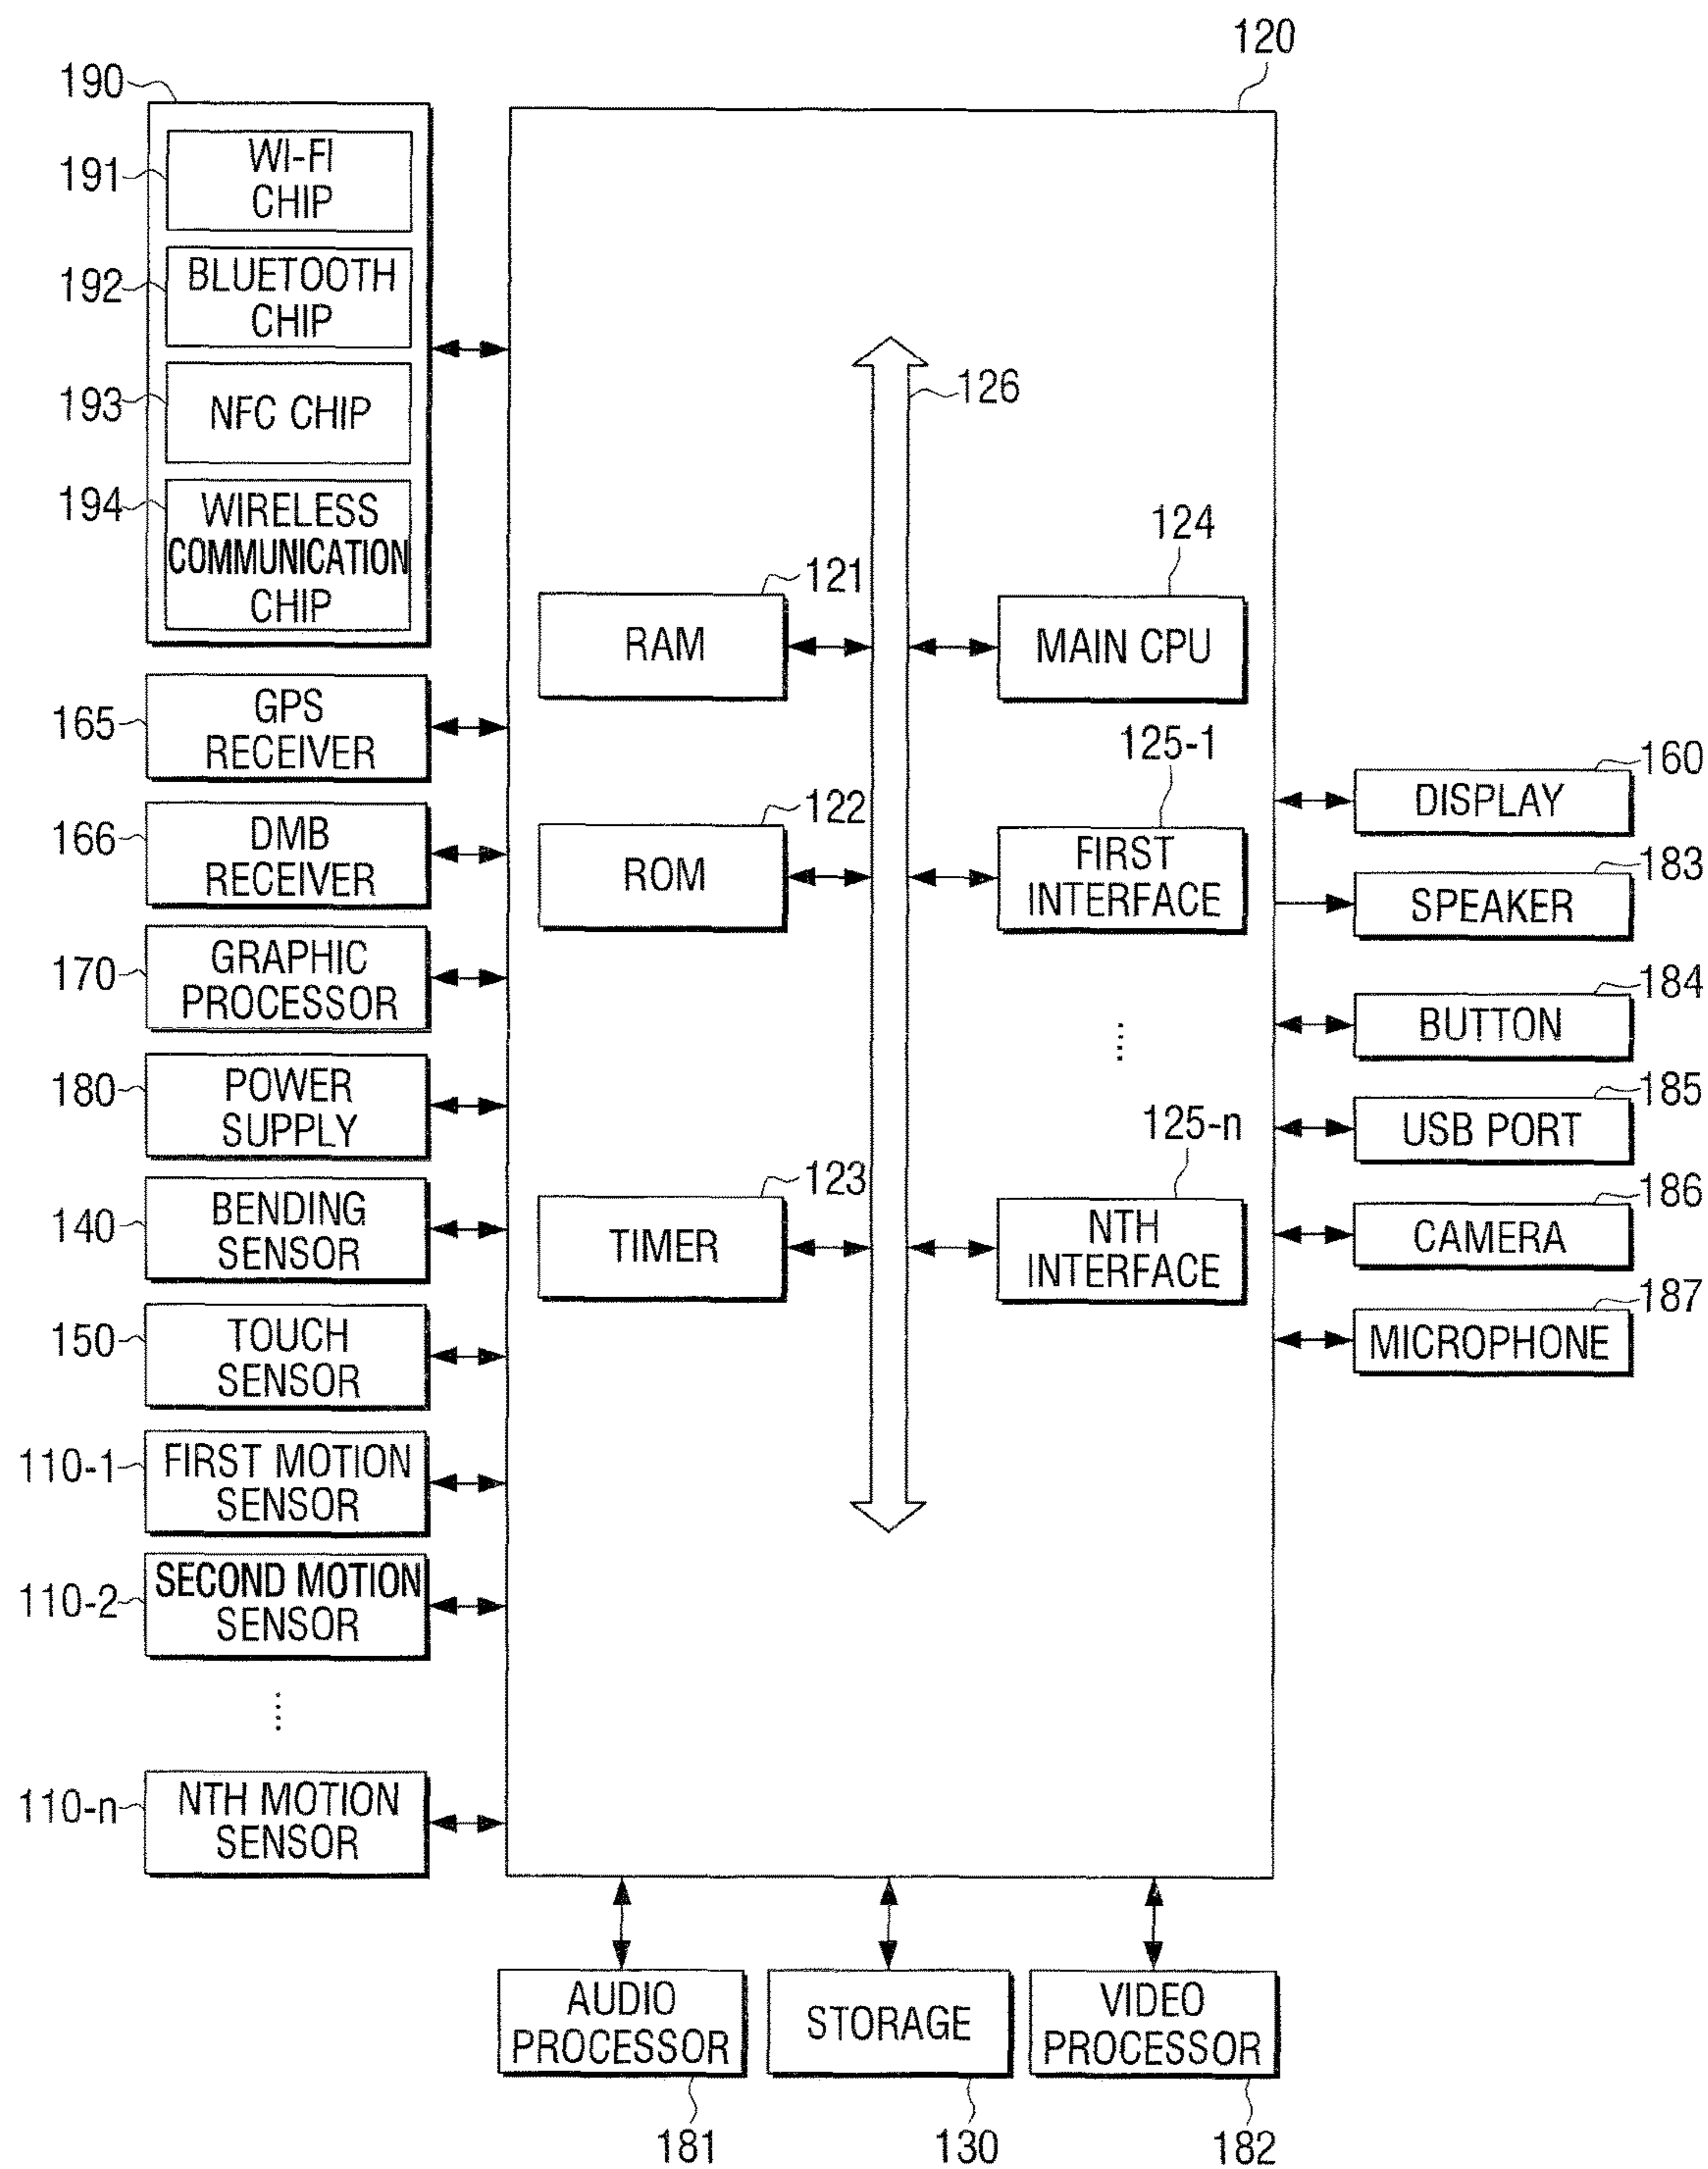 120
190
191
WI-FI
CHIP
192
BLUETOOTH
CHIP
193
NFC CHIP
194
WIRELESS
COMMUNICATION
CHIP
165
GPS
RECEIVER
166
DMB
RECEIVER
170
GRAPHIC
PROCESSOR
180
POWER
SUPPLY
140
BENDING
SENSOR
150
TOUCH
SENSOR
110-1
FIRST MOTION
SENSOR
110-2
SECOND MOTION
SENSOR
110-n
NTH MOTION
SENSOR
126
121
RAM
122
ROM
123
TIMER
124
MAIN CPU
125-1
FIRST
INTERFACE
125-n
NTH
INTERFACE
160
DISPLAY
183
SPEAKER
184
BUTTON
185
USB PORT
186
CAMERA
187
MICROPHONE
AUDIO
PROCESSOR
181
STORAGE
130
VIDEO
PROCESSOR
182